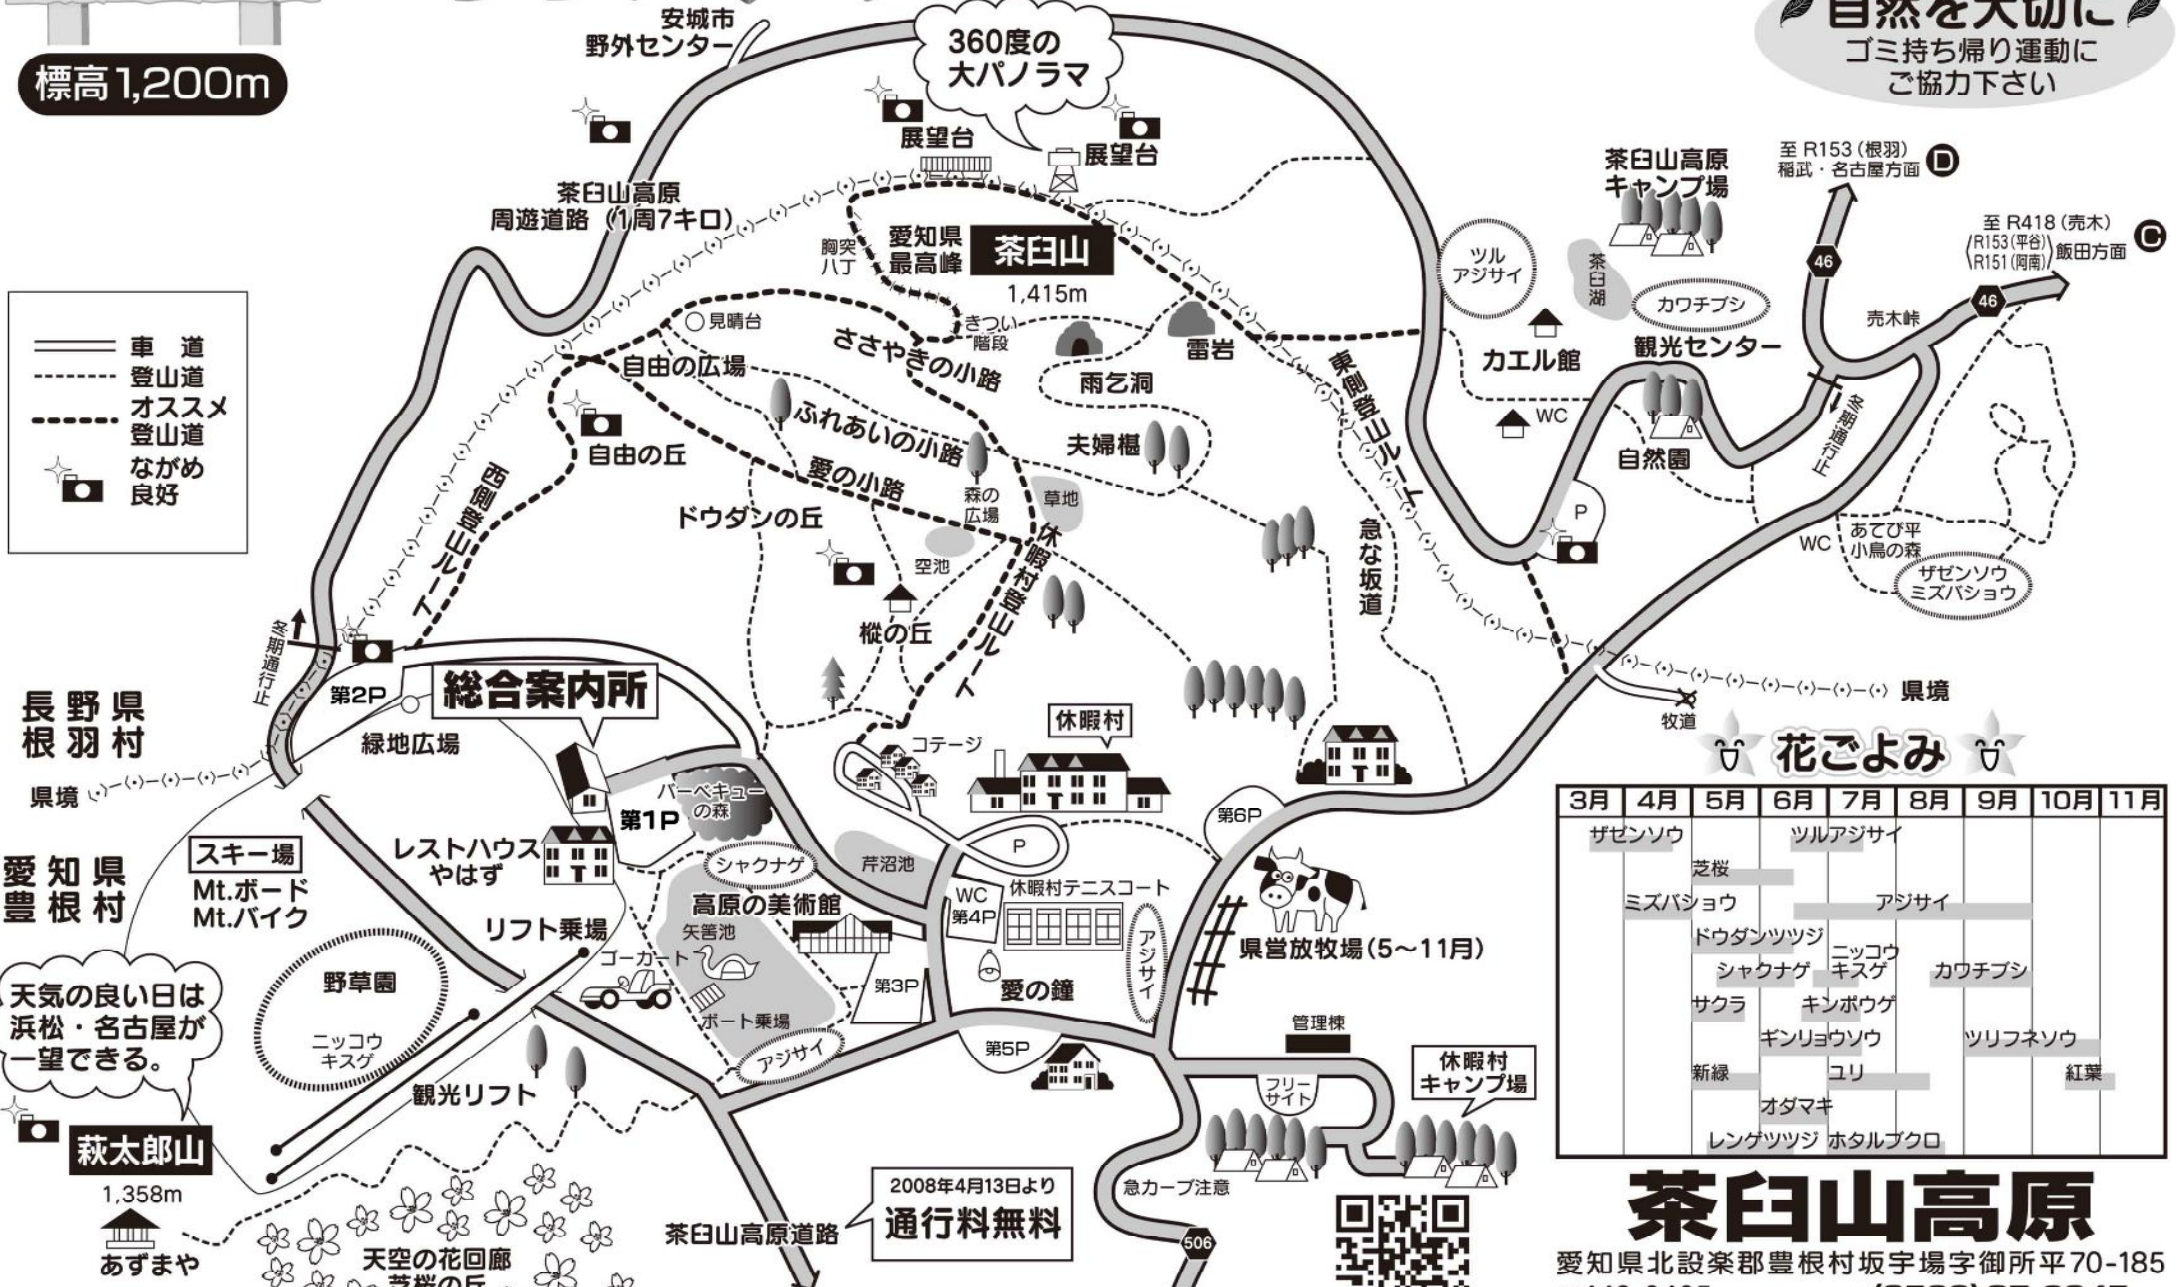 標高1,200m
安城市
野外センター
360度の
大パノラマ
自然を大切に
ゴミ持ち帰り運動に
ご協力下さい
展望台
展望台
茶臼山高原
周遊道路（1周7キロ）
胸突
八丁
愛知県
最高峰
茶臼山
1,415m
茶臼山高原
キャンプ場
至 R153（根羽）
稲武・名古屋方面 D
至 R418（売木）
R153（平谷）
R151（阿南）
飯田方面
C
46
46
売木峠
ツル
アジサイ
茶臼湖
カワチブシ
カエル館
観光センター
WC
自然園
冬期通行止
車 道
登山道
オススメ
登山道
ながめ
良好
見晴台
自由の広場
ささやきの小路
きつい
階段
雨乞洞
雷岩
東側登山ルート
ふれあいの小路
夫婦椹
自由の丘
愛の小路
森の
広場
草地
西側登山ルート
ドウダンの丘
空池
樅の丘
休暇村登山ルート
急な坂道
P
WC
あてび平
小鳥の森
ザゼンソウ
ミズバショウ
県境
牧道
冬期通行止
長野県
根羽村
県境
愛知県
豊根村
第2P
総合案内所
緑地広場
コテージ
休暇村
第1P
バーベキュー
の森
レストハウス
やはず
シャクナゲ
芹沼池
P
第6P
スキー場
Mt.ボード
Mt.バイク
高原の美術館
WC
第4P
休暇村テニスコート
アジサイ
県営放牧場（5～11月）
リフト乗場
矢筈池
ゴーカート
第3P
愛の鐘
ボート乗場
アジサイ
第5P
管理棟
フリー
サイト
休暇村
キャンプ場
野草園
ニッコウ
キスゲ
天気の良い日は
浜松・名古屋が
一望できる。
観光リフト
萩太郎山
1,358m
あずまや
天空の花回廊
芝桜の丘
茶臼山高原道路
2008年4月13日より
通行料無料
急カーブ注意
506
花ごよみ
3月 4月 5月 6月 7月 8月 9月 10月 11月
ザゼンソウ ツルアジサイ
芝桜
ミズバショウ アジサイ
ドウダンツツジ
ニッコウ
シャクナゲ キスゲ カワチブシ
サクラ キンポウゲ
ギンリョウソウ ツリフネソウ
新緑 ユリ 紅葉
オダマキ
レンゲツツジ ホタルブクロ
茶臼山高原
愛知県北設楽郡豊根村坂宇場字御所平70-185